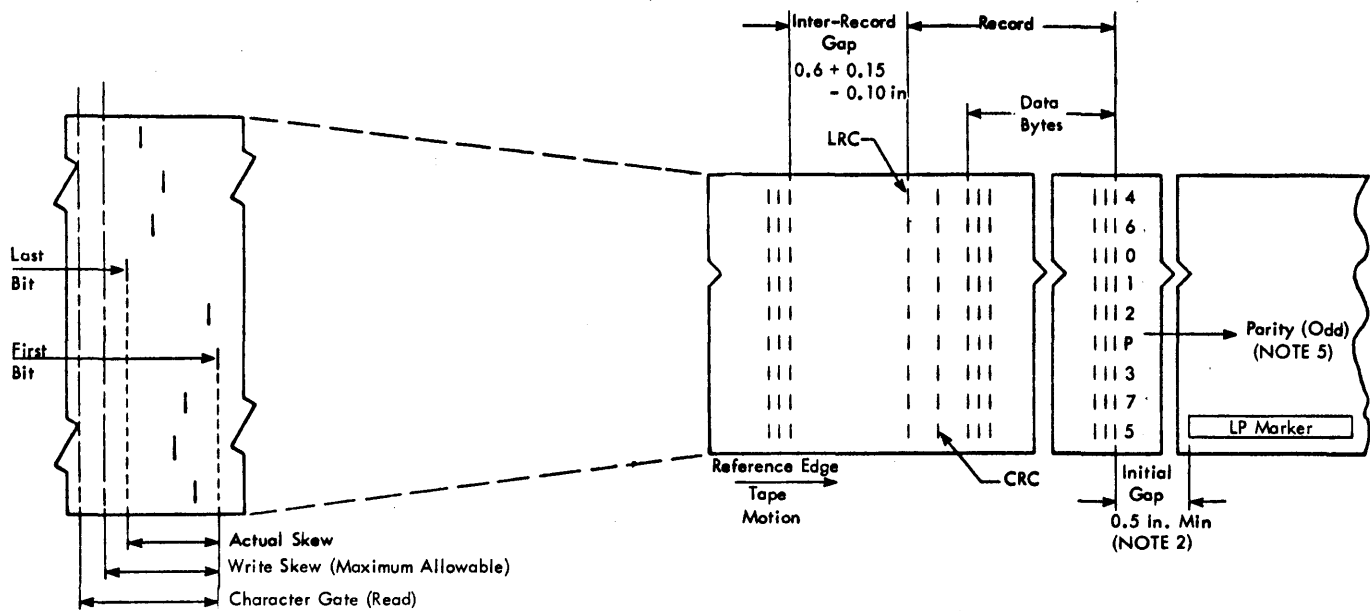 Inter-Record
Gap
0.6 + 0.15
- 0.10 in
Record
Data
Bytes
LRC
4
6
0
1
2
P
3
7
5
Parity (Odd)
(NOTE 5)
LP Marker
Last
Bit
First
Bit
Reference Edge
Tape
Motion
CRC
Initial
Gap
0.5 in. Min
(NOTE 2)
Actual Skew
Write Skew (Maximum Allowable)
Character Gate (Read)